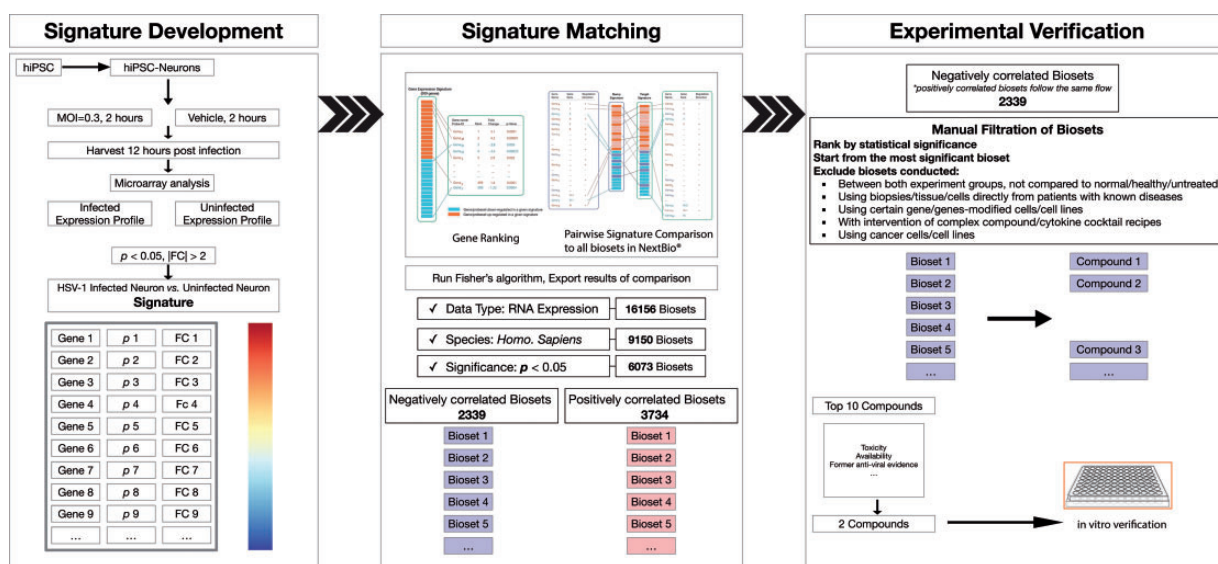 Signature Development
hiPSC
hiPSC-Neurons
MOI=0.3, 2 hours
Vehicle, 2 hours
Harvest 12 hours post infection
Microarray analysis
Infected
Expression Profile
Uninfected
Expression Profile
p < 0.05, |FC| > 2
HSV-1 Infected Neuron vs. Uninfected Neuron
Signature
Gene 1 p 1 FC 1
Gene 2 p 2 FC 2
Gene 3 p 3 FC 3
Gene 4 p 4 Fc 4
Gene 5 p 5 FC 5
Gene 6 p 6 FC 6
Gene 7 p 7 FC 7
Gene 8 p 8 FC 8
Gene 9 p 9 FC 9
... ... ...
Signature Matching
Gene Ranking
Pairwise Signature Comparison
to all biosets in NextBio®
Run Fisher's algorithm, Export results of comparison
✓ Data Type: RNA Expression 16156 Biosets
✓ Species: Homo. Sapiens 9150 Biosets
✓ Significance: p < 0.05 6073 Biosets
Negatively correlated Biosets
2339
Positively correlated Biosets
3734
Bioset 1 Bioset 1
Bioset 2 Bioset 2
Bioset 3 Bioset 3
Bioset 4 Bioset 4
Bioset 5 Bioset 5
... ...
Experimental Verification
Negatively correlated Biosets
*positively correlated biosets follow the same flow
2339
Manual Filtration of Biosets
Rank by statistical significance
Start from the most significant bioset
Exclude biosets conducted:
▪ Between both experiment groups, not compared to normal/healthy/untreated
▪ Using biopsies/tissue/cells directly from patients with known diseases
▪ Using certain gene/genes-modified cells/cell lines
▪ With intervention of complex compound/cytokine cocktail recipes
▪ Using cancer cells/cell lines
Bioset 1 Compound 1
Bioset 2 Compound 2
Bioset 3
Bioset 4
Bioset 5 Compound 3
... ...
Top 10 Compounds
Toxicity
Availability
Former anti-viral evidence
...
2 Compounds
in vitro verification